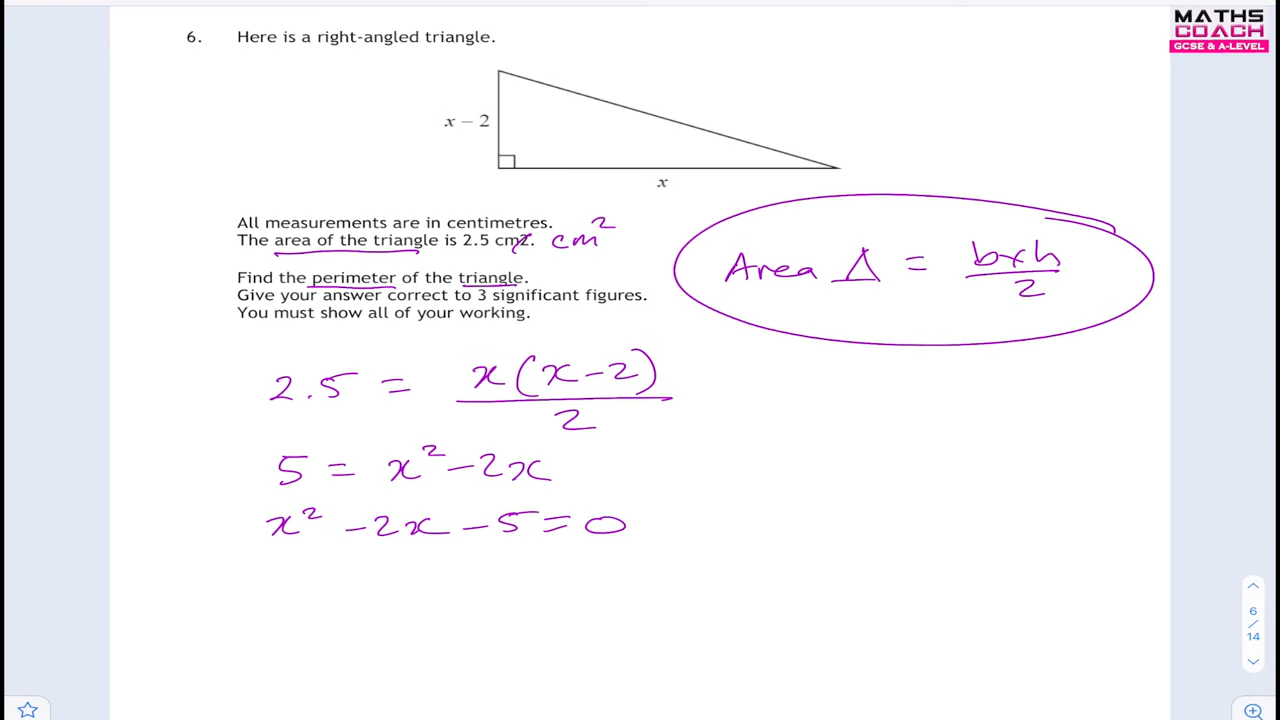 MATHS
COACH
GCSE & A-LEVEL
6. Here is a right-angled triangle.
x – 2
x
All measurements are in centimetres.
The area of the triangle is 2.5 cm2. cm²
Find the perimeter of the triangle.
Give your answer correct to 3 significant figures.
You must show all of your working.
Area Δ = b×h
2
2.5 = x(x-2)
2
5 = x² -2x
x² -2x -5 = 0
6
/
14